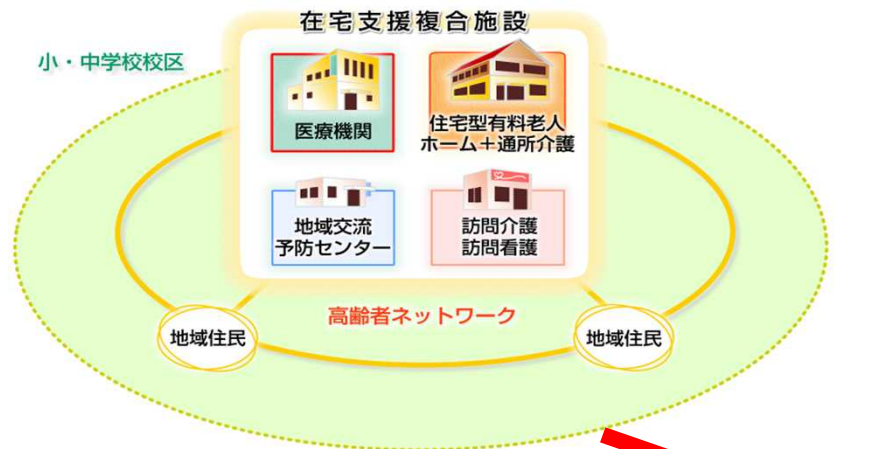 在宅支援複合施設
小・中学校校区
医療機関
住宅型有料老人
ホーム+通所介護
地域交流
予防センター
訪問介護
訪問看護
高齢者ネットワーク
地域住民
地域住民